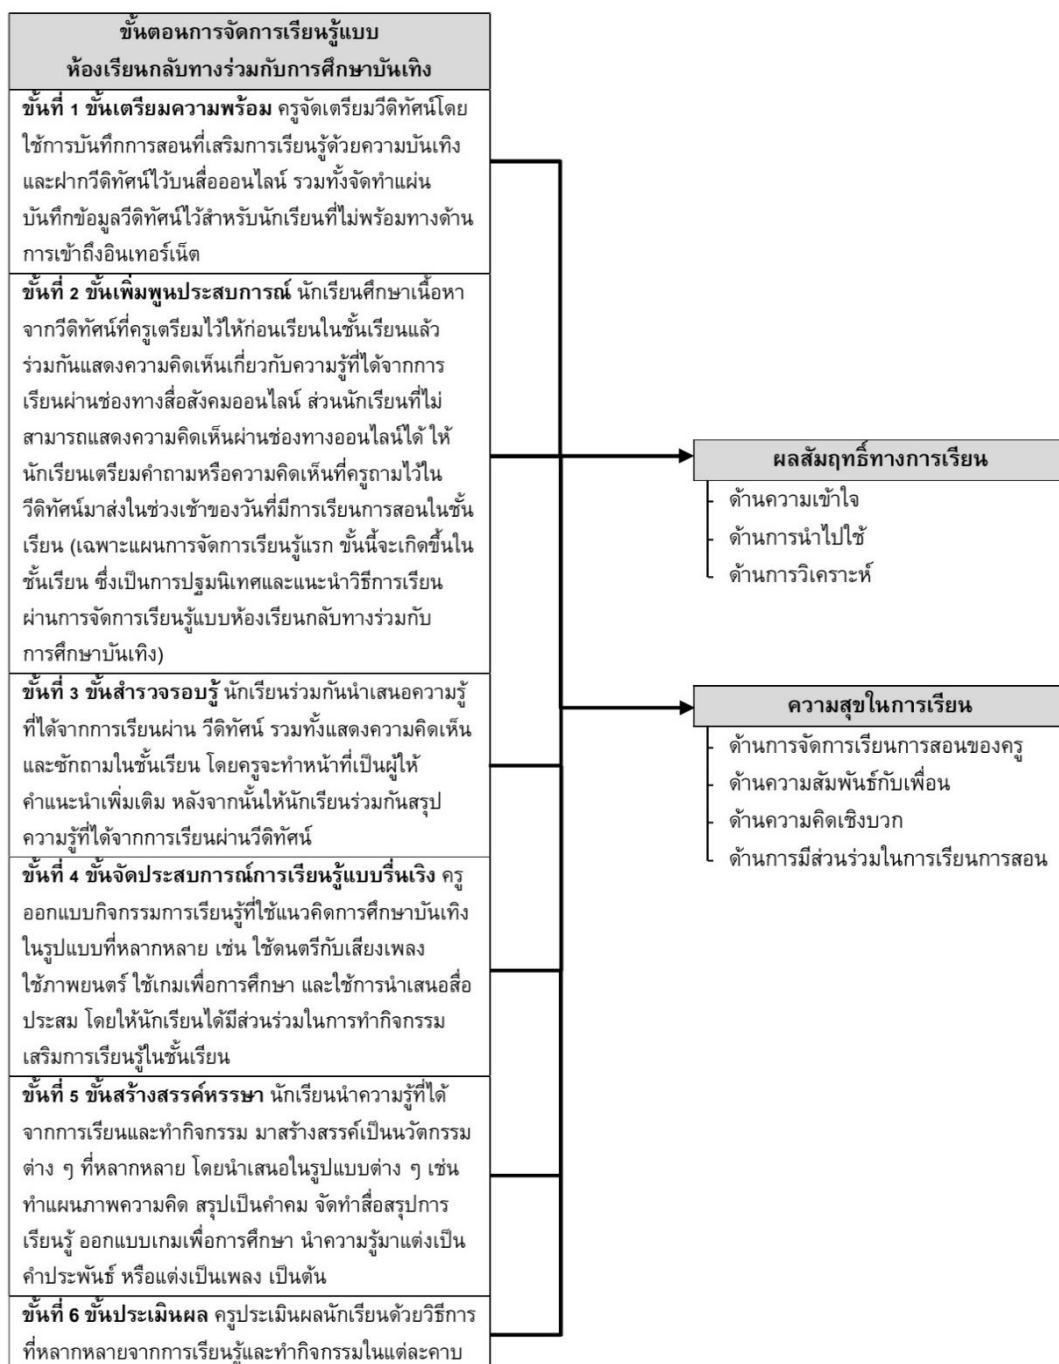 ขั้นตอนการจัดการเรียนรู้แบบ
ห้องเรียนกลับทางร่วมกับการศึกษาบันเทิง
ขั้นที่ 1 ขั้นเตรียมความพร้อม ครูจัดเตรียมวีดิทัศน์โดย
ใช้การบันทึกการสอนที่เสริมการเรียนรู้ด้วยความบันเทิง
และฝากวีดิทัศน์ไว้บนสื่อออนไลน์ รวมทั้งจัดทำแผ่น
บันทึกข้อมูลวีดิทัศน์ไว้สำหรับนักเรียนที่ไม่พร้อมทางด้าน
การเข้าถึงอินเทอร์เน็ต
ขั้นที่ 2 ขั้นเพิ่มพูนประสบการณ์ นักเรียนศึกษาเนื้อหา
จากวีดิทัศน์ที่ครูเตรียมไว้ให้ก่อนเรียนในชั้นเรียนแล้ว
ร่วมกันแสดงความคิดเห็นเกี่ยวกับความรู้ที่ได้จากการ
เรียนผ่านช่องทางสื่อสังคมออนไลน์ ส่วนนักเรียนที่ไม่
สามารถแสดงความคิดเห็นผ่านช่องทางออนไลน์ได้ ให้
นักเรียนเตรียมคำถามหรือความคิดเห็นที่ครูถามไว้ใน
วีดิทัศน์มาส่งในช่วงเช้าของวันที่มีการเรียนการสอนในชั้น
เรียน (เฉพาะแผนการจัดการเรียนรู้แรก ขั้นนี้จะเกิดขึ้นใน
ชั้นเรียน ซึ่งเป็นการปฐมนิเทศและแนะนำวิธีการเรียน
ผ่านการจัดการเรียนรู้แบบห้องเรียนกลับทางร่วมกับ
การศึกษาบันเทิง)
ขั้นที่ 3 ขั้นสำรวจรอบรู้ นักเรียนร่วมกันนำเสนอความรู้
ที่ได้จากการเรียนผ่าน วีดิทัศน์ รวมทั้งแสดงความคิดเห็น
และซักถามในชั้นเรียน โดยครูจะทำหน้าที่เป็นผู้ให้
คำแนะนำเพิ่มเติม หลังจากนั้นให้นักเรียนร่วมกันสรุป
ความรู้ที่ได้จากการเรียนผ่านวีดิทัศน์
ขั้นที่ 4 ขั้นจัดประสบการณ์การเรียนรู้แบบรื่นเริง ครู
ออกแบบกิจกรรมการเรียนรู้ที่ใช้แนวคิดการศึกษาบันเทิง
ในรูปแบบที่หลากหลาย เช่น ใช้ดนตรีกับเสียงเพลง
ใช้ภาพยนตร์ ใช้เกมเพื่อการศึกษา และใช้การนำเสนอสื่อ
ประสม โดยให้นักเรียนได้มีส่วนร่วมในการทำกิจกรรม
เสริมการเรียนรู้ในชั้นเรียน
ขั้นที่ 5 ขั้นสร้างสรรค์หรรษา นักเรียนนำความรู้ที่ได้
จากการเรียนและทำกิจกรรม มาสร้างสรรค์เป็นนวัตกรรม
ต่าง ๆ ที่หลากหลาย โดยนำเสนอในรูปแบบต่าง ๆ เช่น
ทำแผนภาพความคิด สรุปเป็นคำคม จัดทำสื่อสรุปการ
เรียนรู้ ออกแบบเกมเพื่อการศึกษา นำความรู้มาแต่งเป็น
คำประพันธ์ หรือแต่งเป็นเพลง เป็นต้น
ขั้นที่ 6 ขั้นประเมินผล ครูประเมินผลนักเรียนด้วยวิธีการ
ที่หลากหลายจากการเรียนรู้และทำกิจกรรมในแต่ละคาบ
ผลสัมฤทธิ์ทางการเรียน
- ด้านความเข้าใจ
- ด้านการนำไปใช้
- ด้านการวิเคราะห์
ความสุขในการเรียน
- ด้านการจัดการเรียนการสอนของครู
- ด้านความสัมพันธ์กับเพื่อน
- ด้านความคิดเชิงบวก
- ด้านการมีส่วนร่วมในการเรียนการสอน